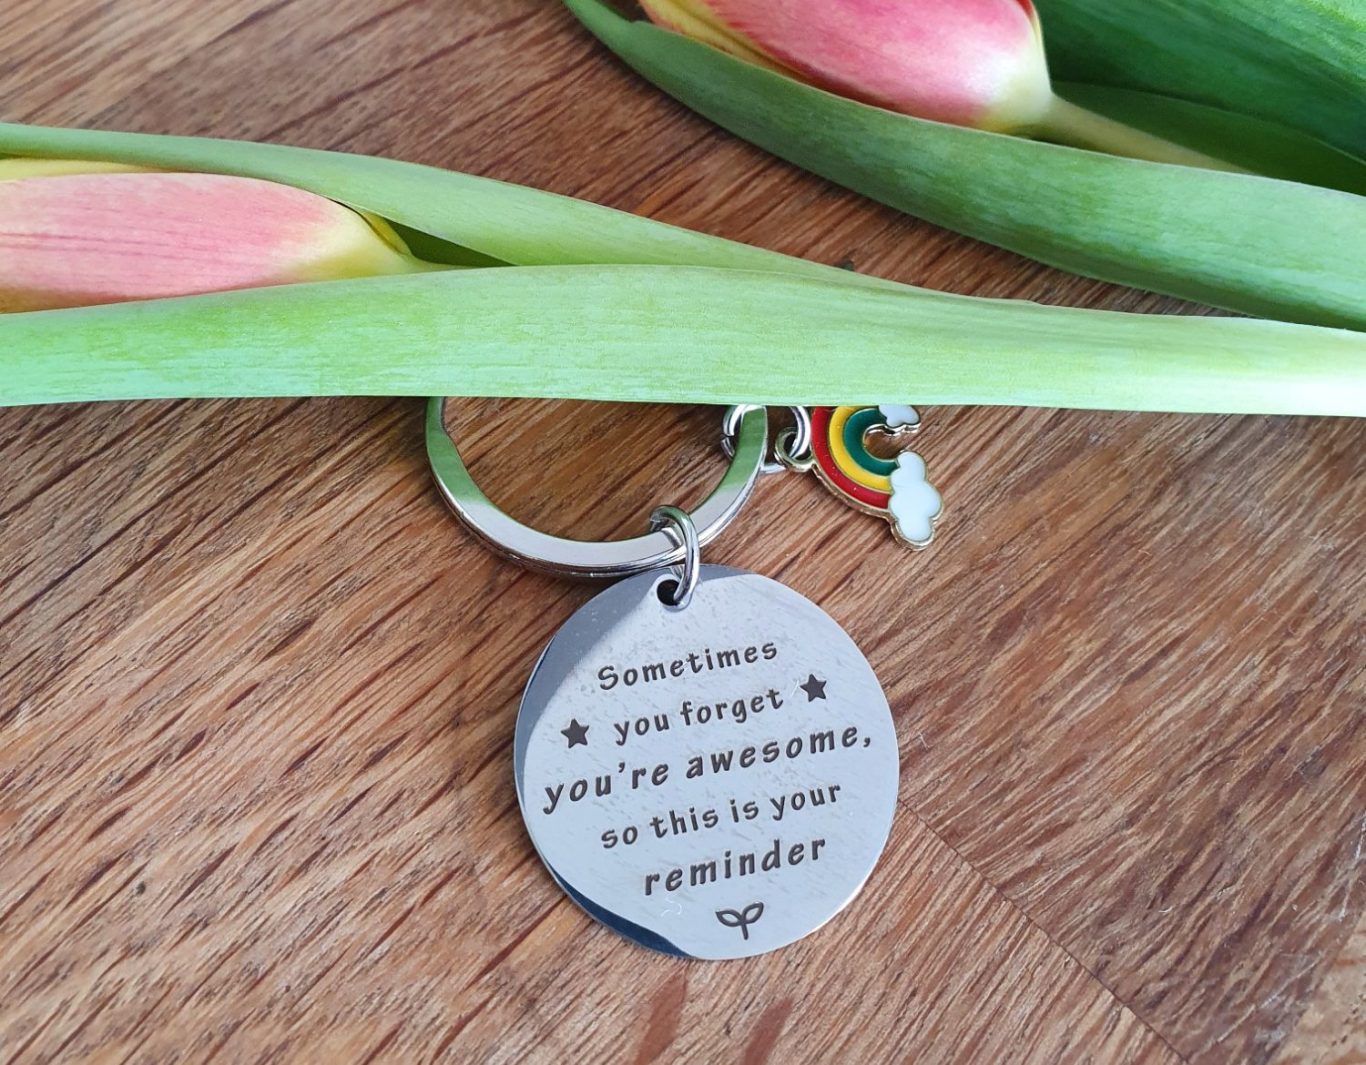 Sometimes
you forget
you're awesome,
so this is your
reminder